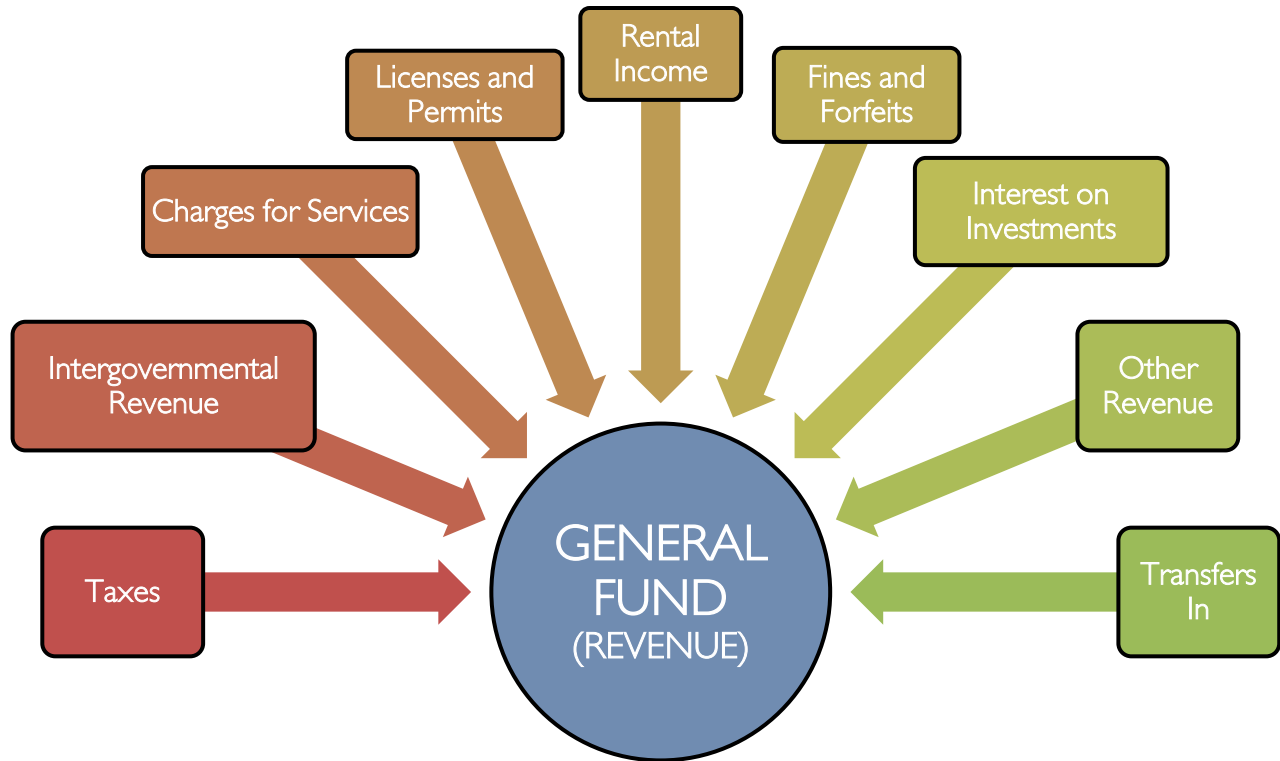 Rental
Income
Licenses and
Permits
Fines and
Forfeits
Charges for Services
Interest on
Investments
Intergovernmental
Revenue
Other
Revenue
Taxes
GENERAL
FUND
(REVENUE)
Transfers
In